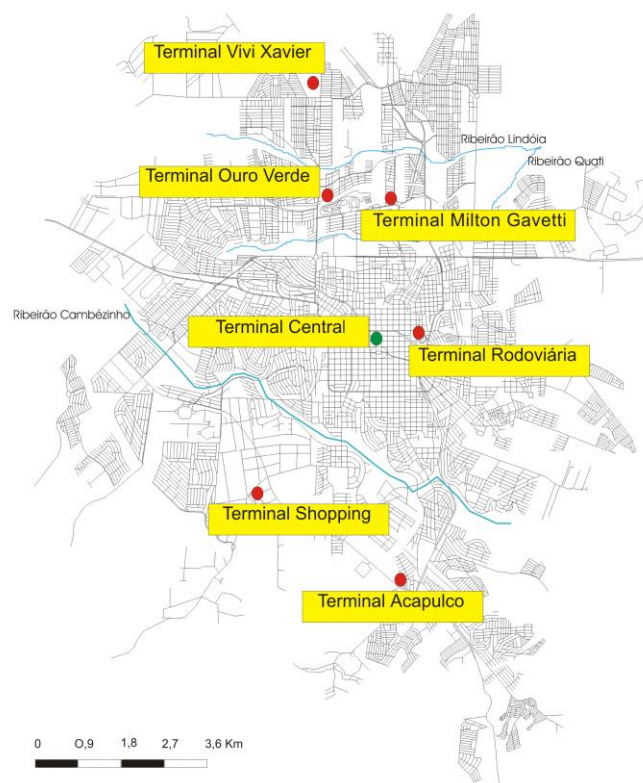 Terminal Vivi Xavier
Ribeirão Lindóia
Ribeirão Quati
Terminal Ouro Verde
Terminal Milton Gavetti
Ribeirão Cambézinho
Terminal Central
Terminal Rodoviária
Terminal Shopping
Terminal Acapulco
0 O,9 1,8 2,7 3,6 Km